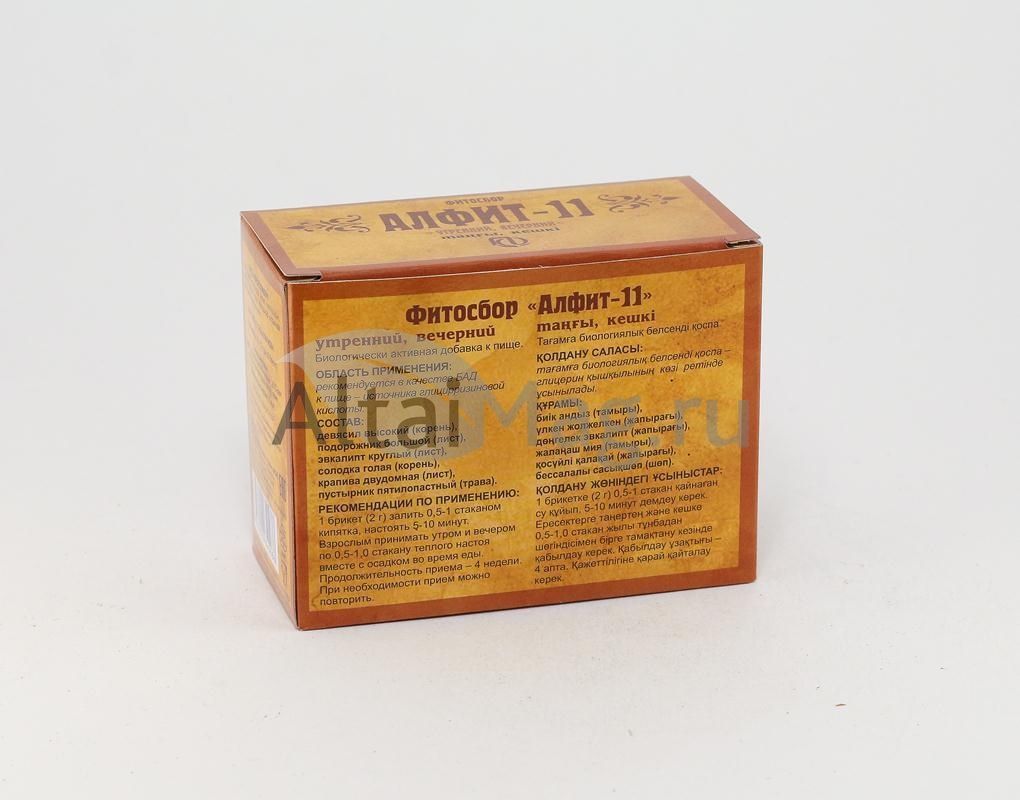 ФИТОСБОР
АЛФИТ-11
УТРЕННИЙ, ВЕЧЕРНИЙ
таңғы, кешкі
Фитосбор «Алфит-11»
утренний, вечерний
Биологически активная добавка к пище.
ОБЛАСТЬ ПРИМЕНЕНИЯ:
рекомендуется в качестве БАД
к пище – источника глицирризиновой
кислоты.
СОСТАВ:
девясил высокий (корень),
подорожник большой (лист),
эвкалипт круглый (лист),
солодка голая (корень),
крапива двудомная (лист),
пустырник пятилопастный (трава).
РЕКОМЕНДАЦИИ ПО ПРИМЕНЕНИЮ:
1 брикет (2 г) залить 0,5-1 стаканом
кипятка, настоять 5-10 минут.
Взрослым принимать утром и вечером
по 0,5-1,0 стакану теплого настоя
вместе с осадком во время еды.
Продолжительность приема – 4 недели.
При необходимости прием можно
повторить.
таңғы, кешкі
Тағамға биологиялық белсенді қоспа
ҚОЛДАНУ САЛАСЫ:
тағамға биологиялық белсенді қоспа –
глицерин қышқылының көзі ретінде
ұсынылады.
ҚҰРАМЫ:
биік андыз (тамыры),
үлкен жолжелкен (жапырағы),
дөңгелек эвкалипт (жапырағы),
жалаңаш мия (тамыры),
қосүйлі қалақай (жапырағы),
бессалалы сасықшөп (шөп).
ҚОЛДАНУ ЖӨНІНДЕГІ ҰСЫНЫСТАР:
1 брикетке (2 г) 0,5-1 стакан қайнаған
су құйып, 5-10 минут демдеу керек.
Ересектерге таңертең және кешке
0,5-1,0 стакан жылы тұнбадан
шөгіндісімен бірге тамақтану кезінде
қабылдау керек. Қабылдау ұзақтығы –
4 апта. Қажеттілігіне қарай қайталау
керек.
AltaiMag.ru